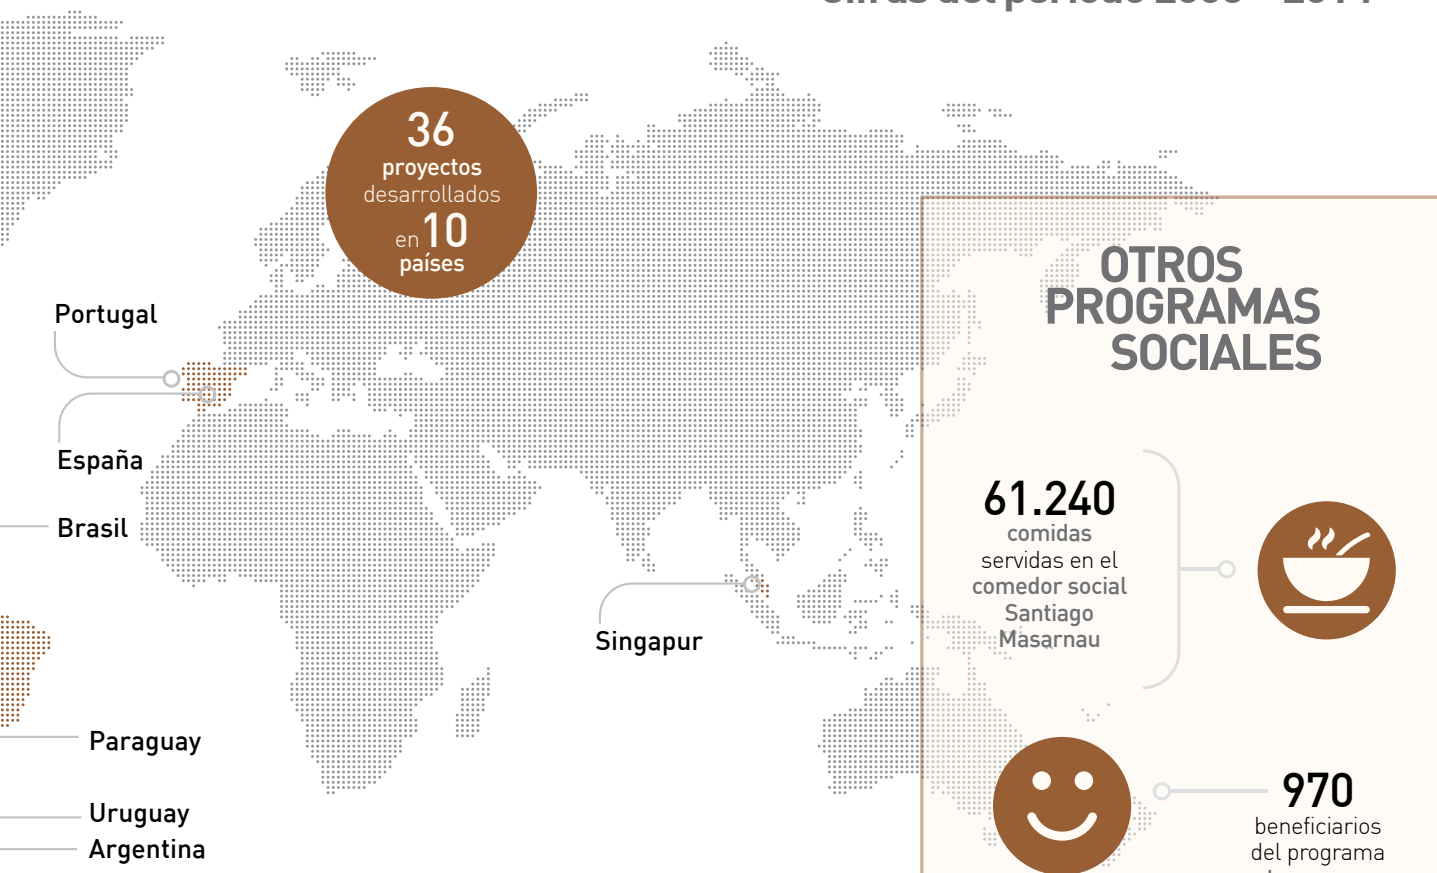 36
proyectos
desarrollados
en 10
países
Portugal
España
Brasil
Singapur
Paraguay
Uruguay
Argentina
OTROS
PROGRAMAS
SOCIALES
61.240
comidas
servidas en el
comedor social
Santiago
Masarnau
970
beneficiarios
del programa